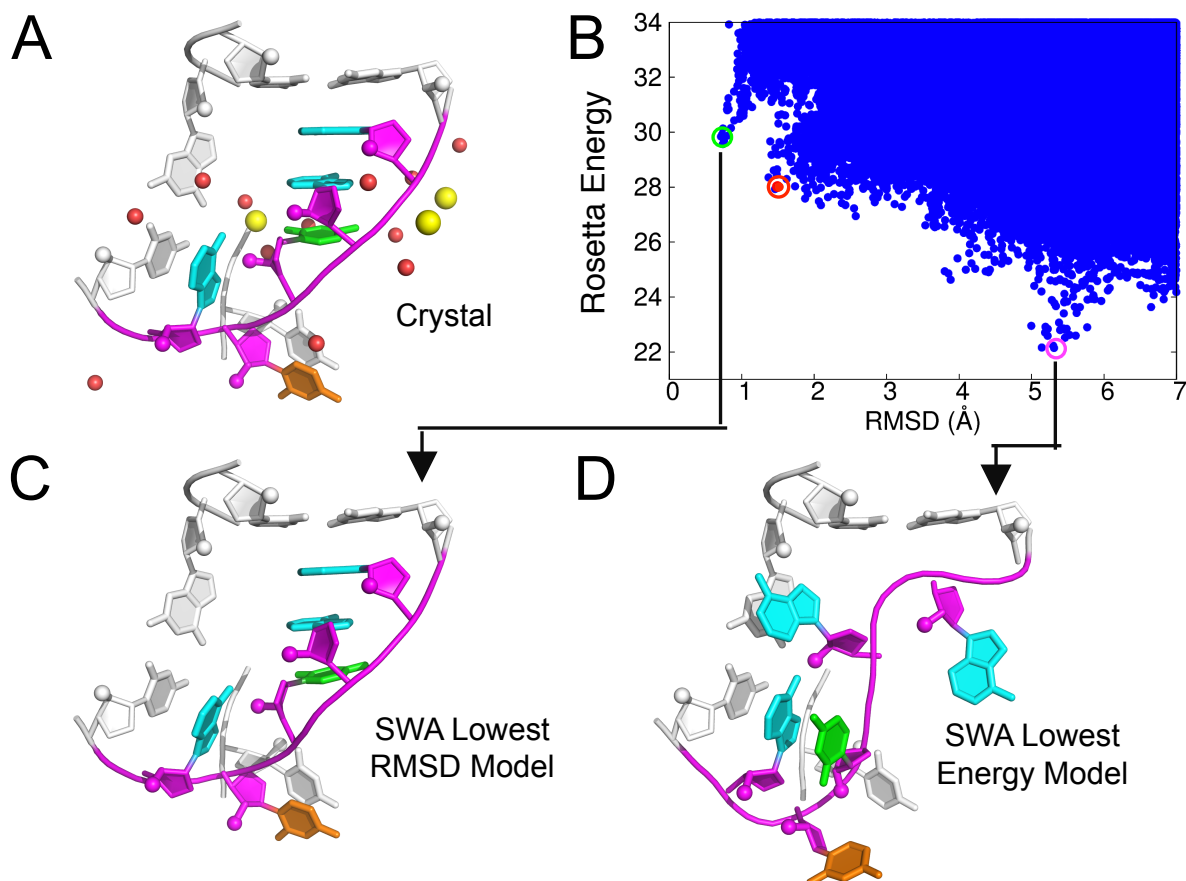 A
Crystal
B
Rosetta Energy
34
32
30
28
26
24
22
0 1 2 3 4 5 6 7
RMSD (Å)
C
SWA Lowest
RMSD Model
D
SWA Lowest
Energy Model